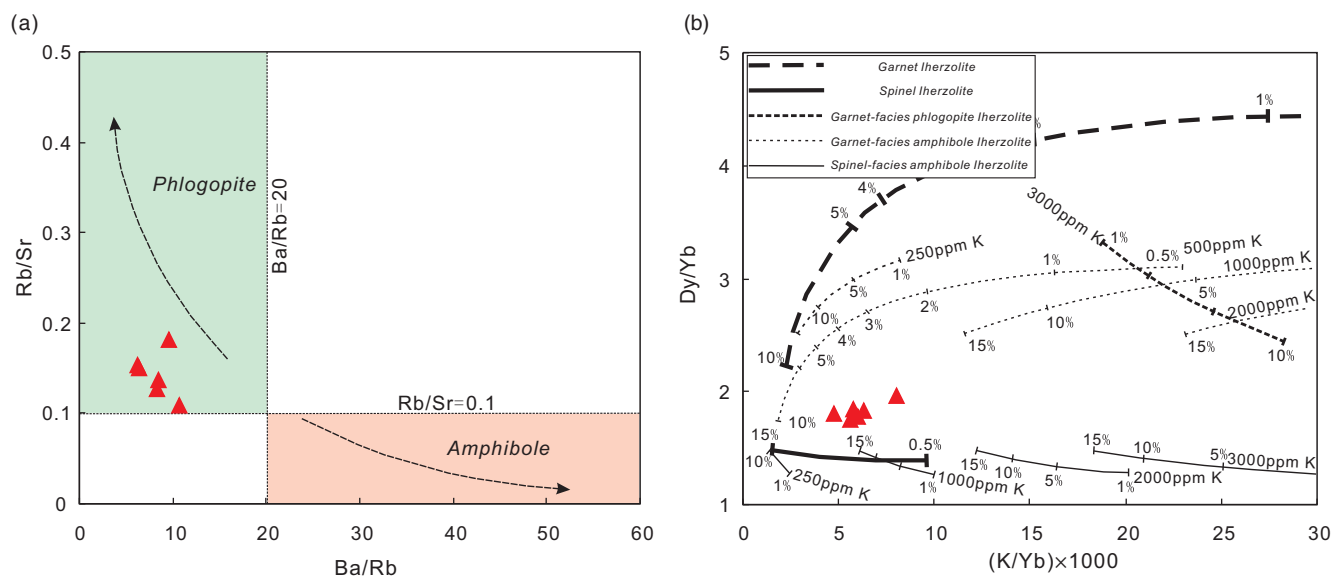 (a)
0.5
0.4
0.3
0.2
0.1
0
Rb/Sr
Phlogopite
Ba/Rb=20
Rb/Sr=0.1
Amphibole
0
10
20
30
40
50
60
Ba/Rb
(b)
5
4
3
2
1
Dy/Yb
Garnet lherzolite
Spinel lherzolite
Garnet-facies phlogopite lherzolite
Garnet-facies amphibole lherzolite
Spinel-facies amphibole lherzolite
1%
%
4%
5%
10%
3000ppm K
1%
0.5%
10%
250ppm K
1%
5%
10%
500ppm K
1%
2%
3%
4%
5%
10%
1000ppm K
5%
10%
15%
2000ppm K
15%
15%
0.5%
10%
1%
250ppm K
15%
1%
1000ppm K
15%
10%
5%
1%
2000ppm K
15%
10%
5%
3000ppm K
0
5
10
15
20
25
30
(K/Yb)×1000